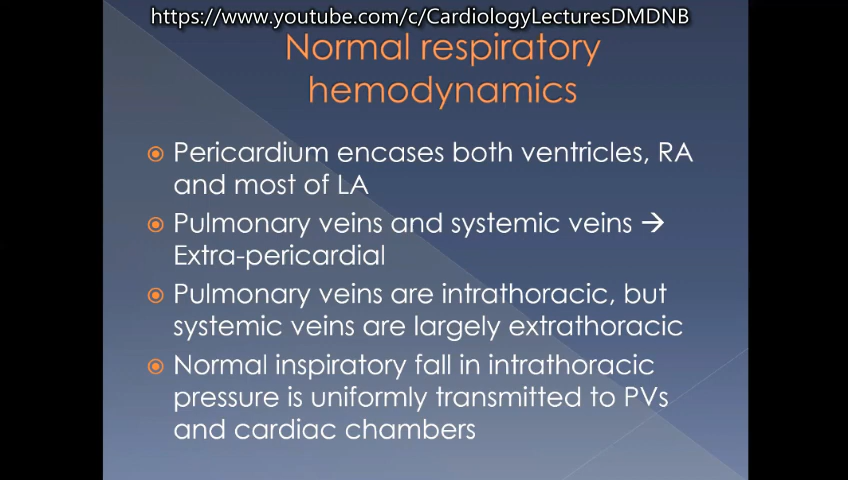 https://www.youtube.com/c/CardiologyLecturesDMDNB
Normal respiratory
hemodynamics
Pericardium encases both ventricles, RA
and most of LA
Pulmonary veins and systemic veins →
Extra-pericardial
Pulmonary veins are intrathoracic, but
systemic veins are largely extrathoracic
Normal inspiratory fall in intrathoracic
pressure is uniformly transmitted to PVs
and cardiac chambers